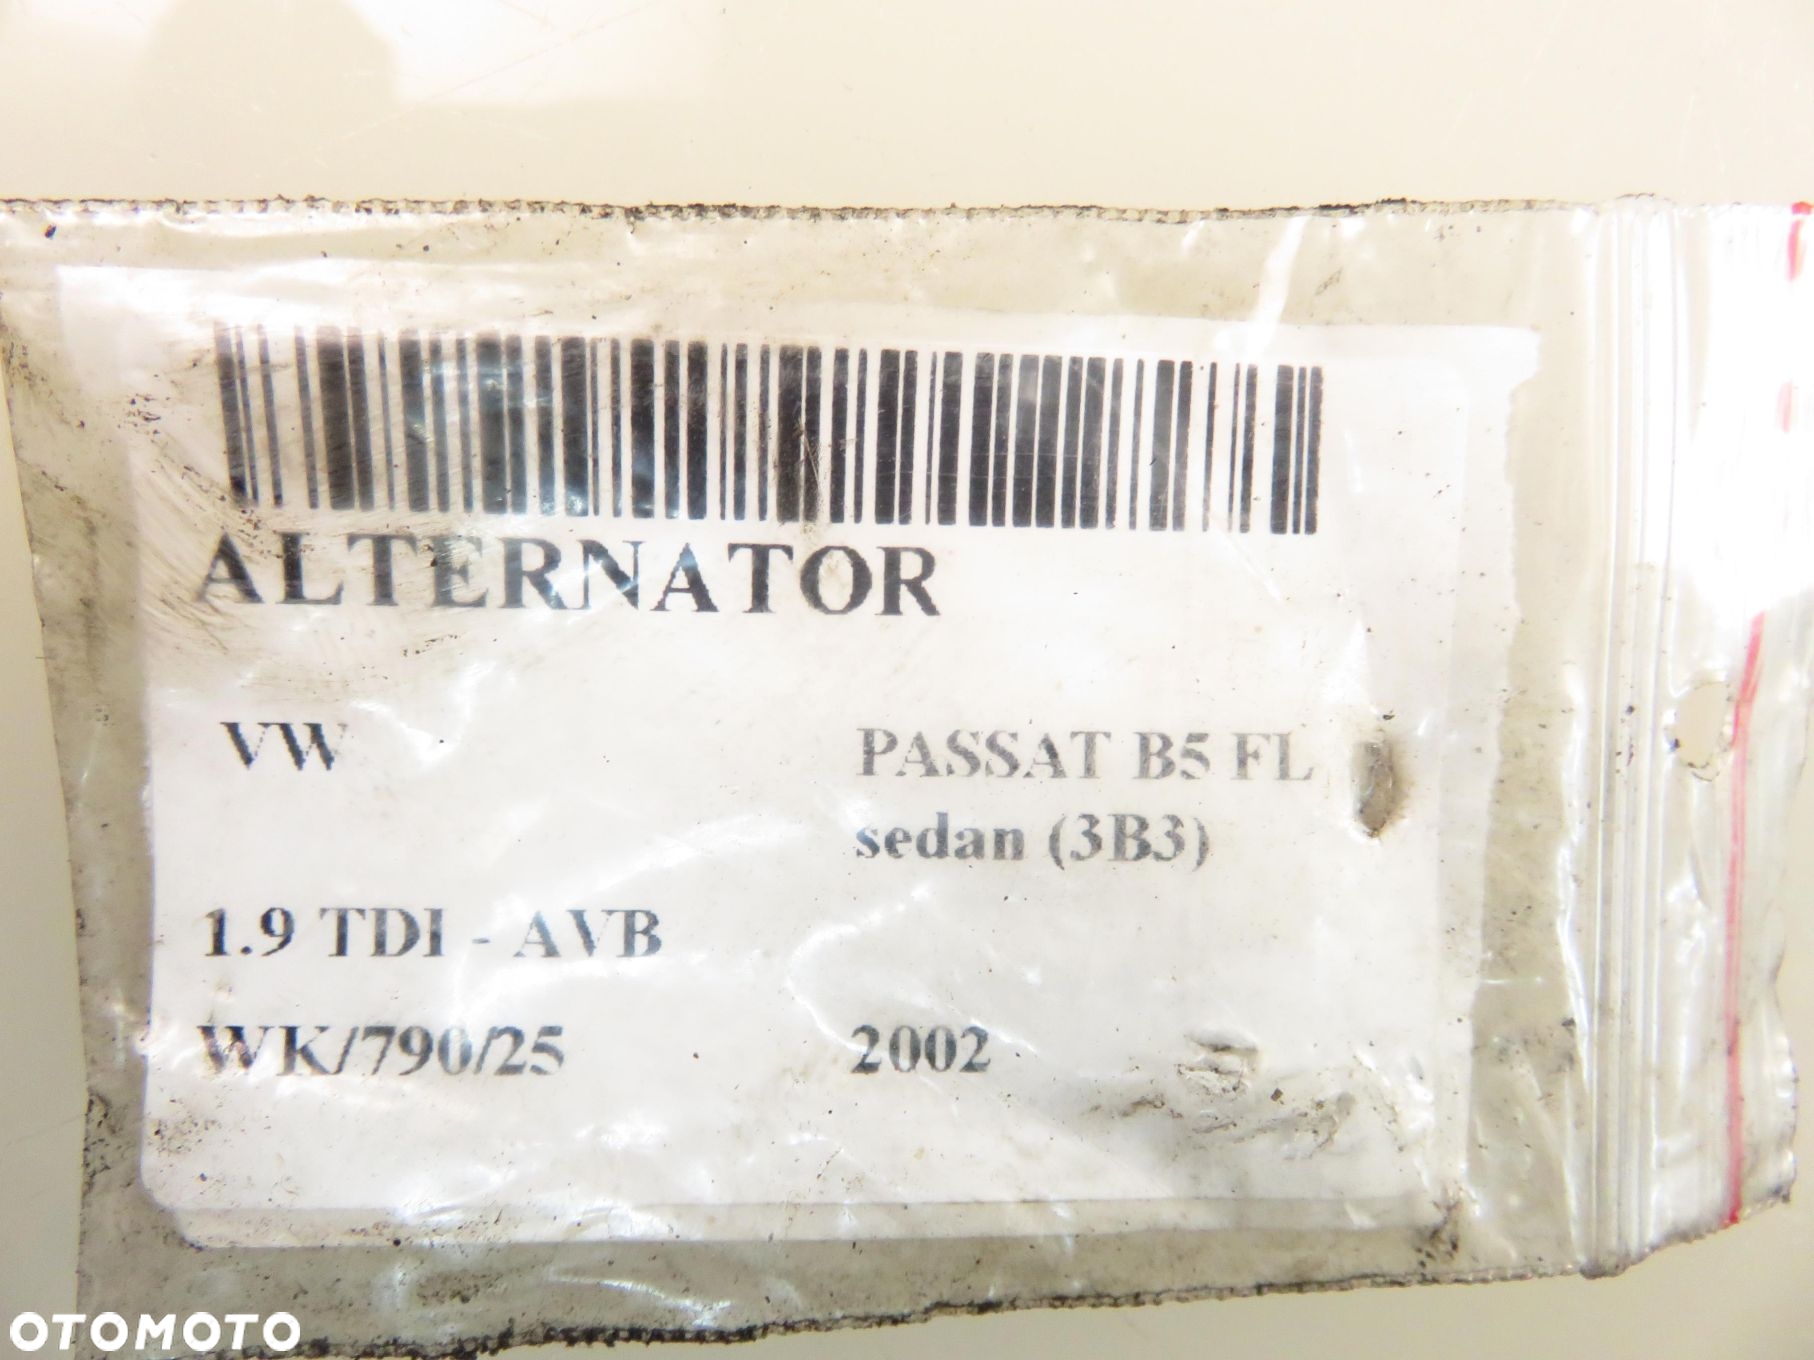 ALTERNATOR
VW PASSAT B5 FL
sedan (3B3)
1.9 TDI - AVB
WK/790/25 2002
OTOMOTO